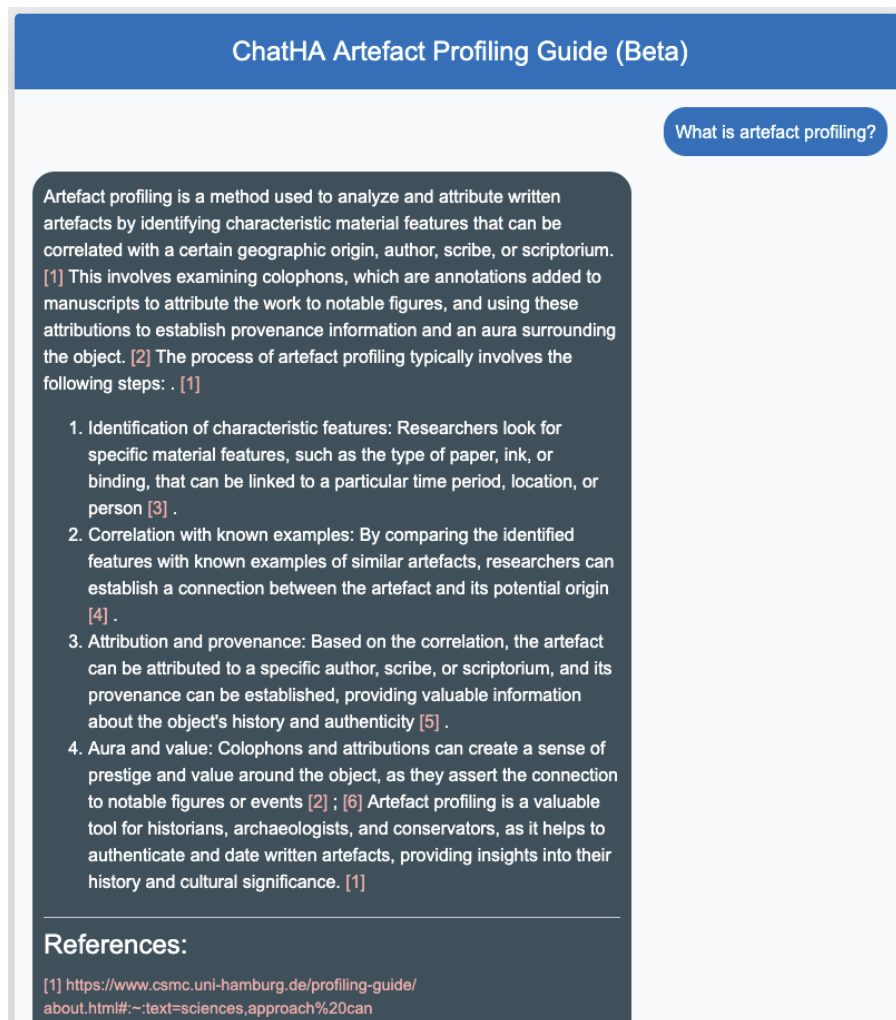 ChatHA Artefact Profiling Guide (Beta)
What is artefact profiling?
Artefact profiling is a method used to analyze and attribute written
artefacts by identifying characteristic material features that can be
correlated with a certain geographic origin, author, scribe, or scriptorium.
[1] This involves examining colophons, which are annotations added to
manuscripts to attribute the work to notable figures, and using these
attributions to establish provenance information and an aura surrounding
the object. [2] The process of artefact profiling typically involves the
following steps: . [1]
1. Identification of characteristic features: Researchers look for
specific material features, such as the type of paper, ink, or
binding, that can be linked to a particular time period, location, or
person [3] .
2. Correlation with known examples: By comparing the identified
features with known examples of similar artefacts, researchers can
establish a connection between the artefact and its potential origin
[4] .
3. Attribution and provenance: Based on the correlation, the artefact
can be attributed to a specific author, scribe, or scriptorium, and its
provenance can be established, providing valuable information
about the object's history and authenticity [5] .
4. Aura and value: Colophons and attributions can create a sense of
prestige and value around the object, as they assert the connection
to notable figures or events [2] ; [6] Artefact profiling is a valuable
tool for historians, archaeologists, and conservators, as it helps to
authenticate and date written artefacts, providing insights into their
history and cultural significance. [1]
References:
[1] https://www.csmc.uni-hamburg.de/profiling-guide/
about.html#:~:text=sciences,approach%20can